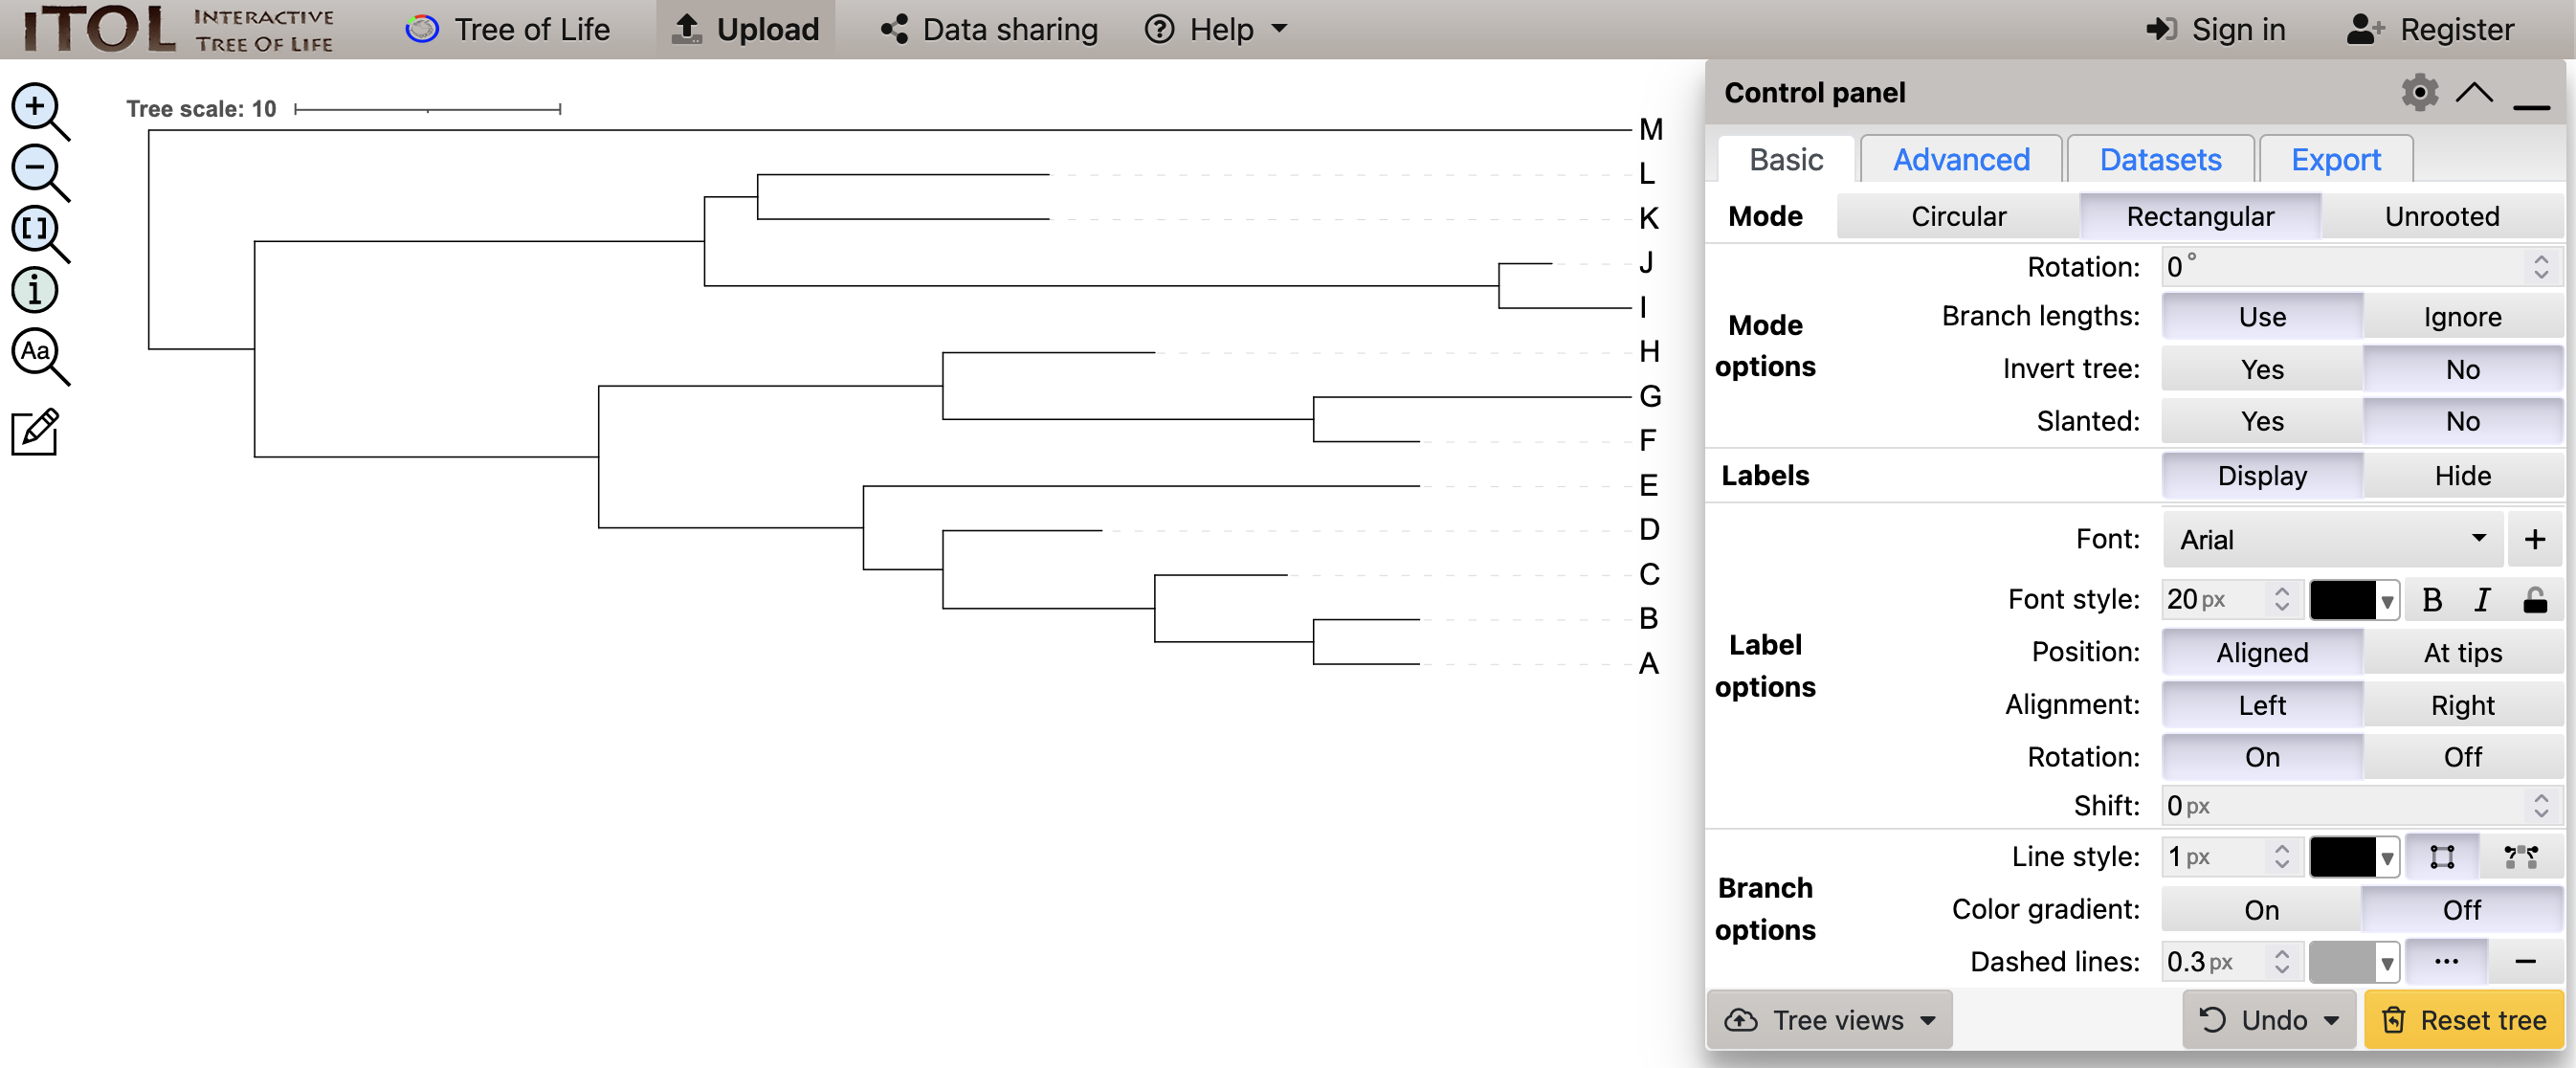 iTOL INTERACTIVE TREE OF LIFE
Tree of Life
Upload
Data sharing
Help
Sign in
Register
Tree scale: 10
M
L
K
J
I
H
G
F
E
D
C
B
A
Aa
Control panel
Basic Advanced Datasets Export
Mode Circular Rectangular Unrooted
Mode options
Rotation: 0°
Branch lengths: Use Ignore
Invert tree: Yes No
Slanted: Yes No
Labels Display Hide
Label options
Font: Arial +
Font style: 20 px B I
Position: Aligned At tips
Alignment: Left Right
Rotation: On Off
Shift: 0 px
Branch options
Line style: 1 px
Color gradient: On Off
Dashed lines: 0.3 px
Tree views Undo Reset tree